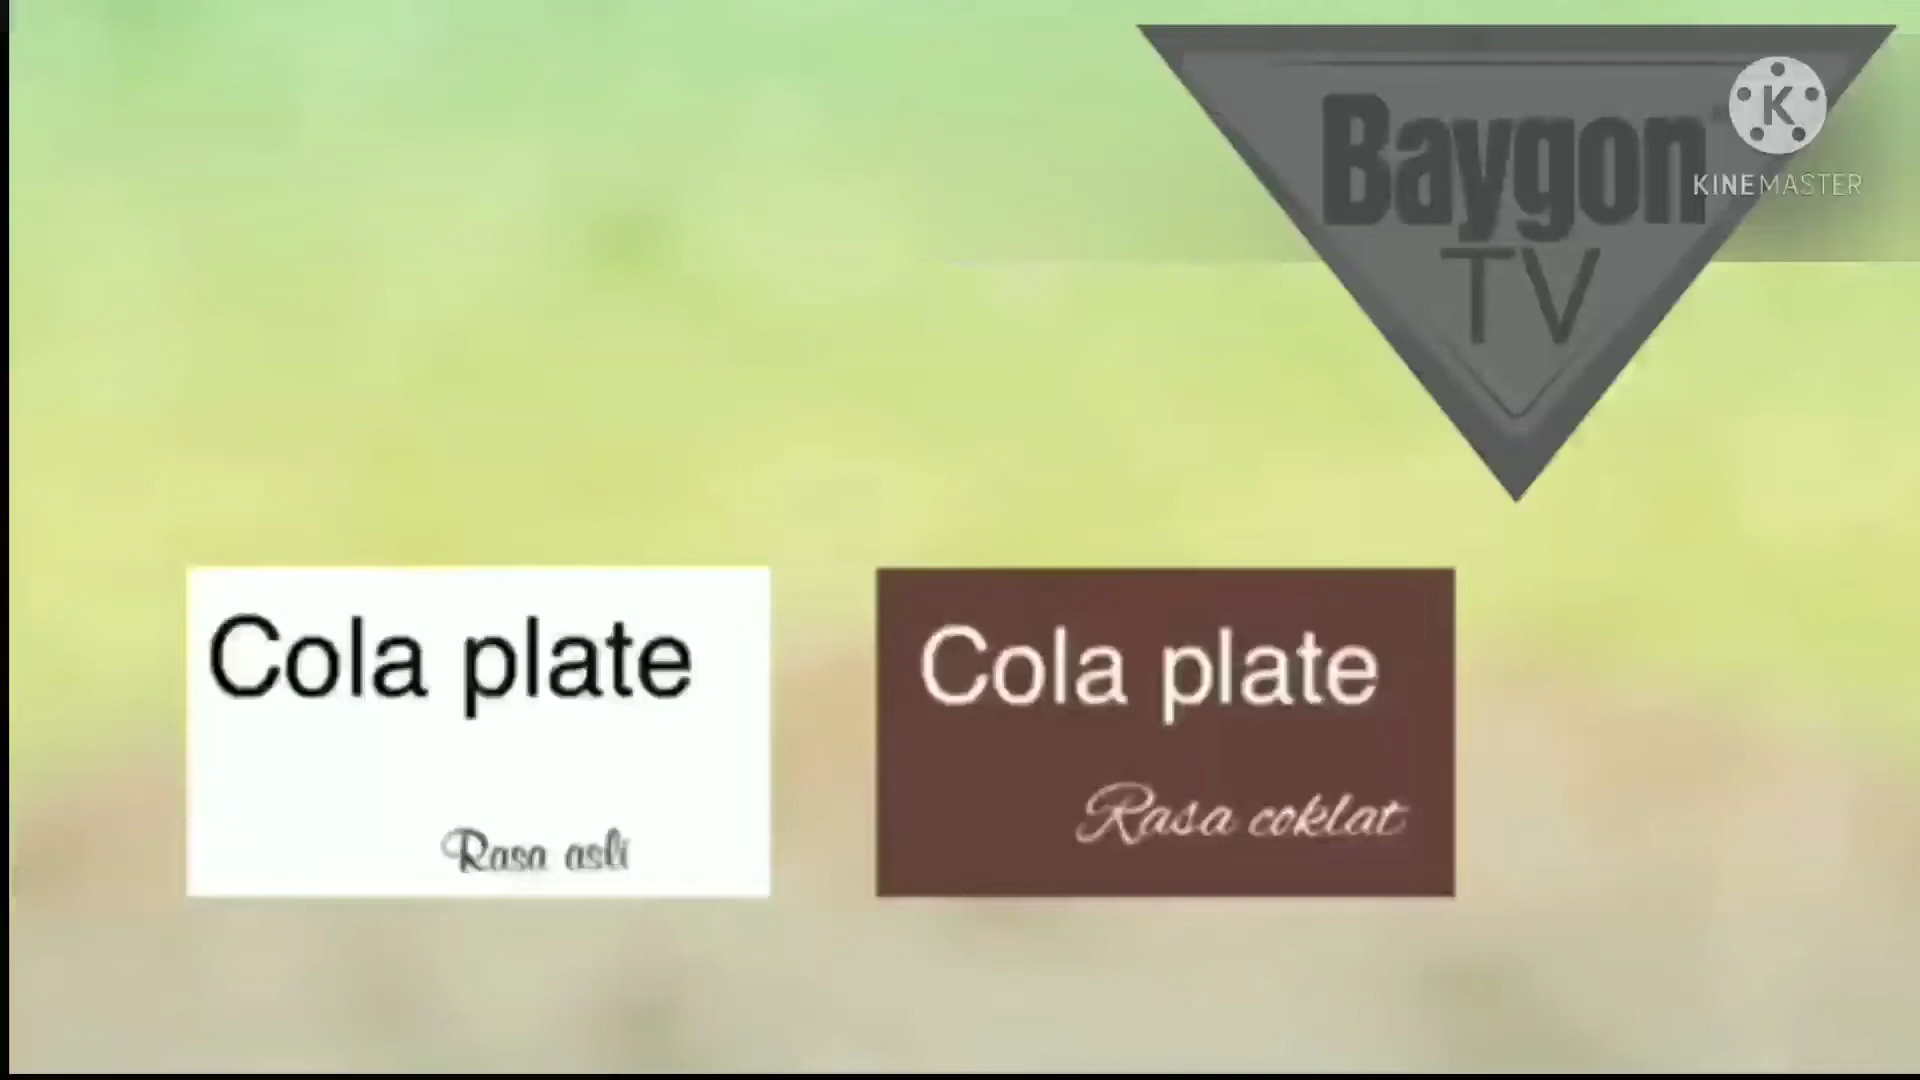 Baygon
TV
K
KINEMASTER
Cola plate
Rasa asli
Cola plate
Rasa coklat